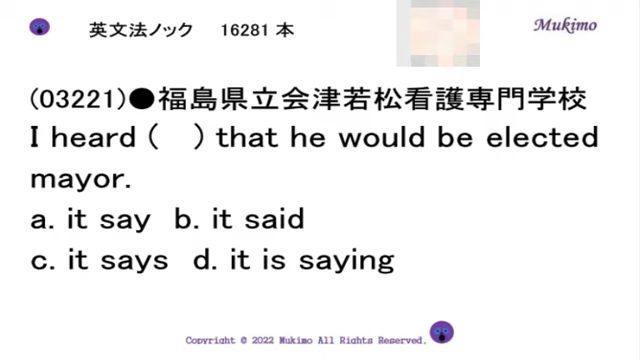 英文法ノック 16281 本
Mukimo
(03221)●福島県立会津若松看護専門学校
I heard ( ) that he would be elected
mayor.
a. it say b. it said
c. it says d. it is saying
Copyright © 2022 Mukimo All Rights Reserved.